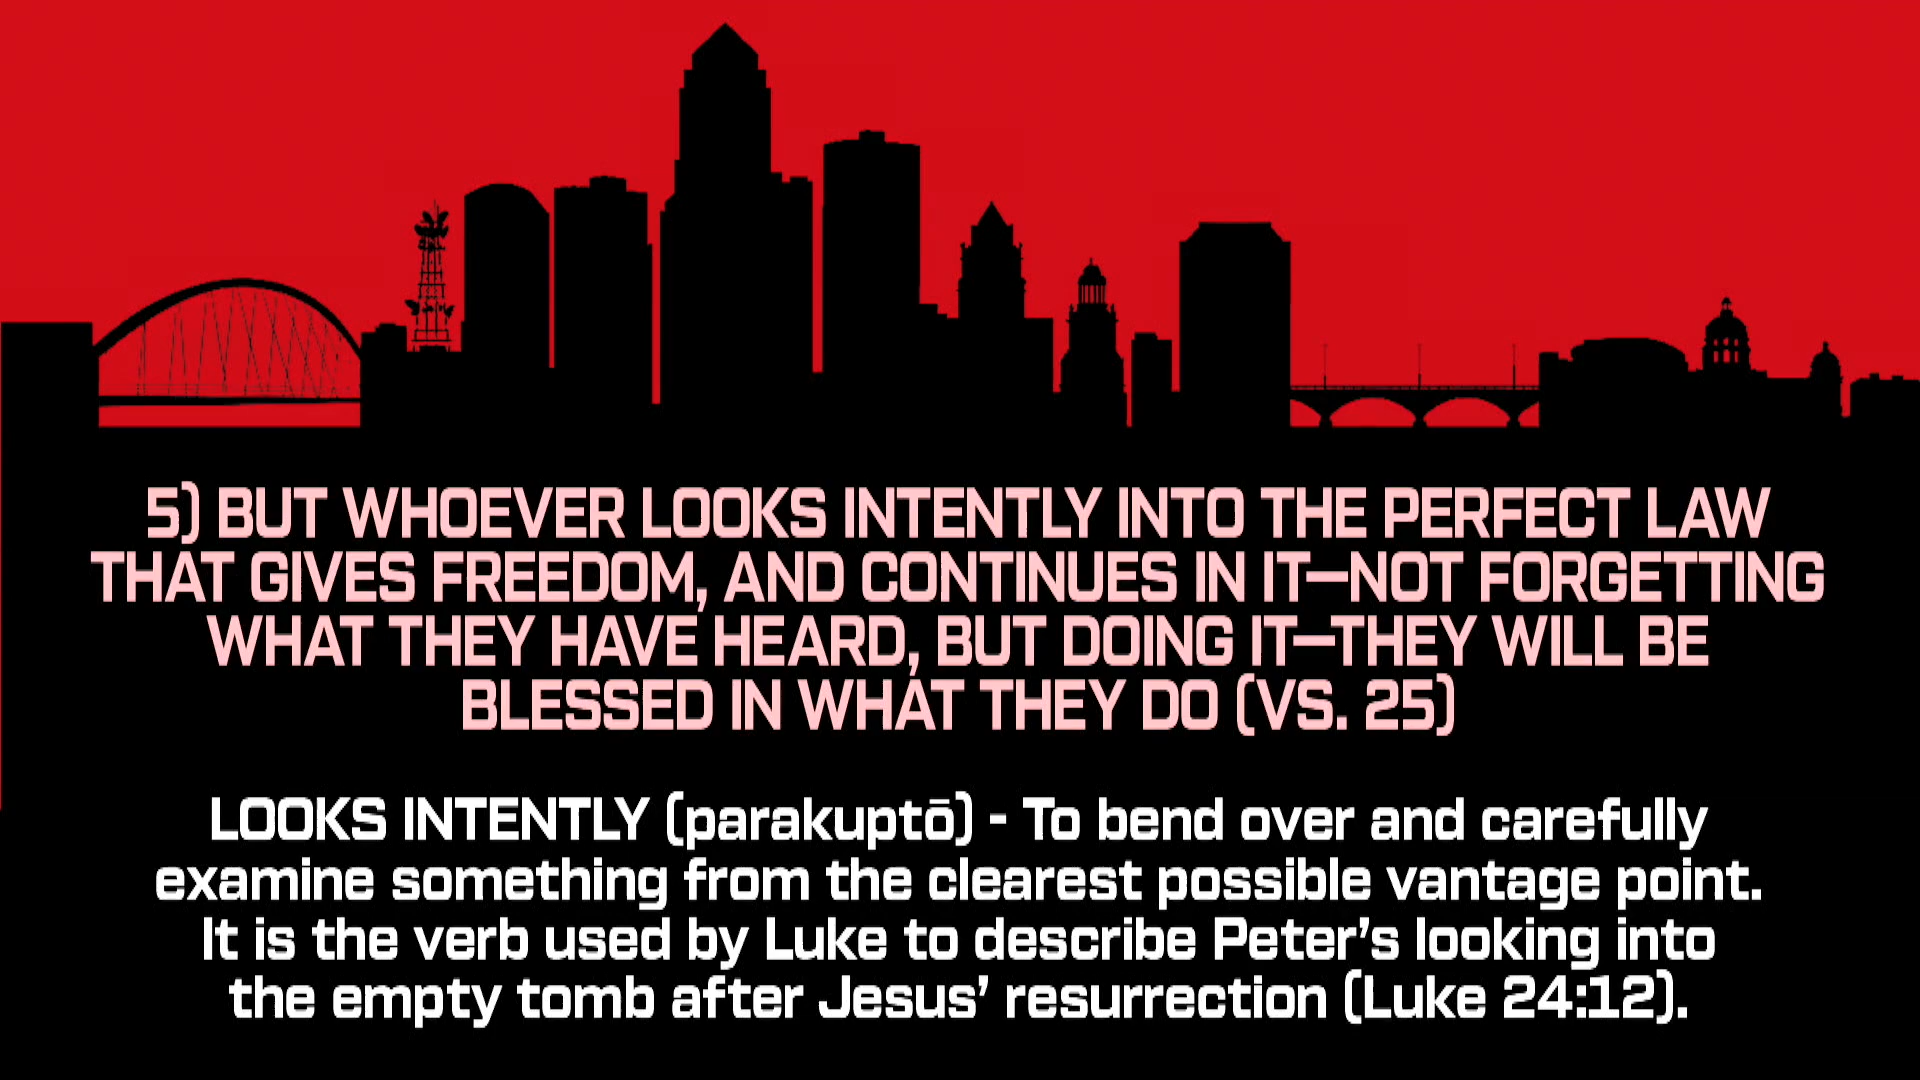 5) BUT WHOEVER LOOKS INTENTLY INTO THE PERFECT LAW
THAT GIVES FREEDOM, AND CONTINUES IN IT—NOT FORGETTING
WHAT THEY HAVE HEARD, BUT DOING IT—THEY WILL BE
BLESSED IN WHAT THEY DO (VS. 25)
LOOKS INTENTLY (parakuptō) - To bend over and carefully
examine something from the clearest possible vantage point.
It is the verb used by Luke to describe Peter’s looking into
the empty tomb after Jesus’ resurrection (Luke 24:12).